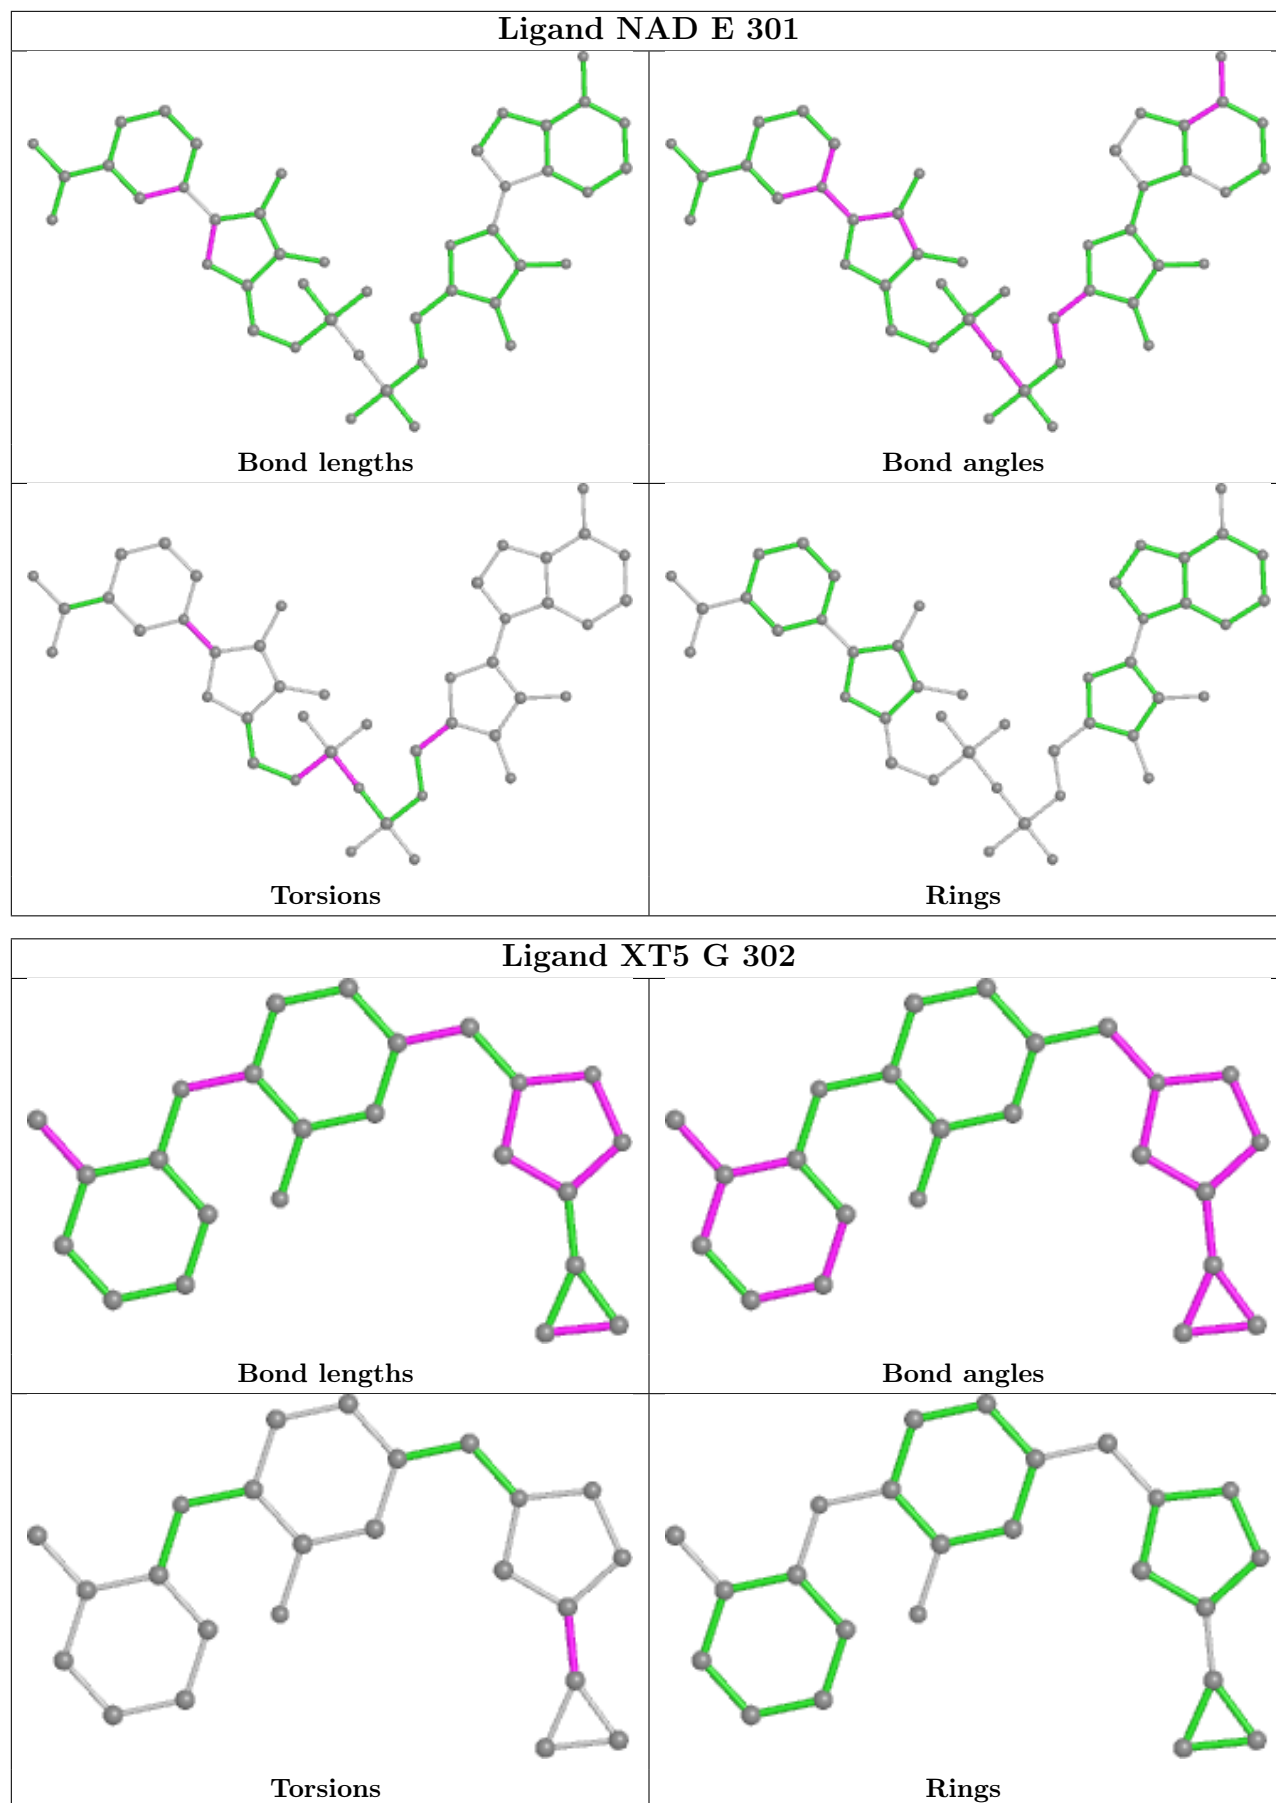 Ligand NAD E 301
Bond lengths
Bond angles
Torsions
Rings
Ligand XT5 G 302
Bond lengths
Bond angles
Torsions
Rings